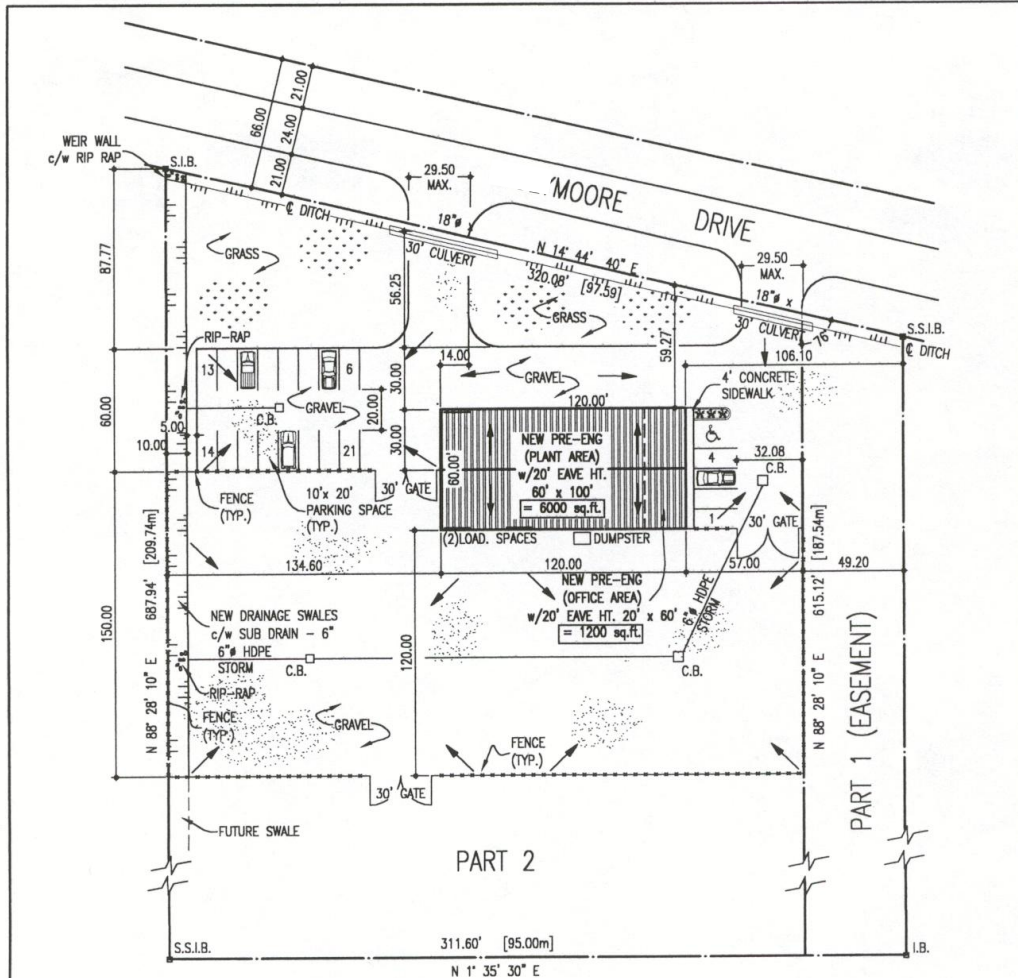 21.00
66.00
24.00
21.00
WEIR WALL
c/w RIP RAP
S.I.B.
29.50
MAX.
MOORE DRIVE
℄ DITCH
18"ø x
30' CULVERT
N 14° 44' 40" E
320.08' [97.59]
29.50
MAX.
18"ø x
30' CULVERT
76°
S.S.I.B.
℄ DITCH
87.77
GRASS
56.25
GRASS
59.27'
106.10
RIP-RAP
14.00
GRAVEL
4' CONCRETE
SIDEWALK
13
6
30.00
120.00'
60.00
5.00
10.00
GRAVEL
C.B.
20.00
30.00
14
21
60.00'
NEW PRE-ENG
(PLANT AREA)
w/20' EAVE HT.
60' x 100'
= 6000 sq.ft.
4
1
32.08
C.B.
30' GATE
FENCE
(TYP.)
10'x 20'
PARKING SPACE
(TYP.)
30' GATE
(2)LOAD. SPACES
DUMPSTER
134.60
120.00
57.00
49.20
NEW PRE-ENG
(OFFICE AREA)
w/20' EAVE HT. 20' x 60'
= 1200 sq.ft.
6"ø HDPE
STORM
150.00
N 88° 28' 10" E 687.94' [209.74m]
NEW DRAINAGE SWALES
c/w SUB DRAIN - 6"
6"ø HDPE
STORM
C.B.
120.00
C.B.
RIP-RAP
FENCE
(TYP.)
GRAVEL
FENCE
(TYP.)
30' GATE
N 88° 28' 10" E 615.12' [187.54m]
PART 1 (EASEMENT)
FUTURE SWALE
PART 2
S.S.I.B.
311.60' [95.00m]
I.B.
N 1° 35' 30" E